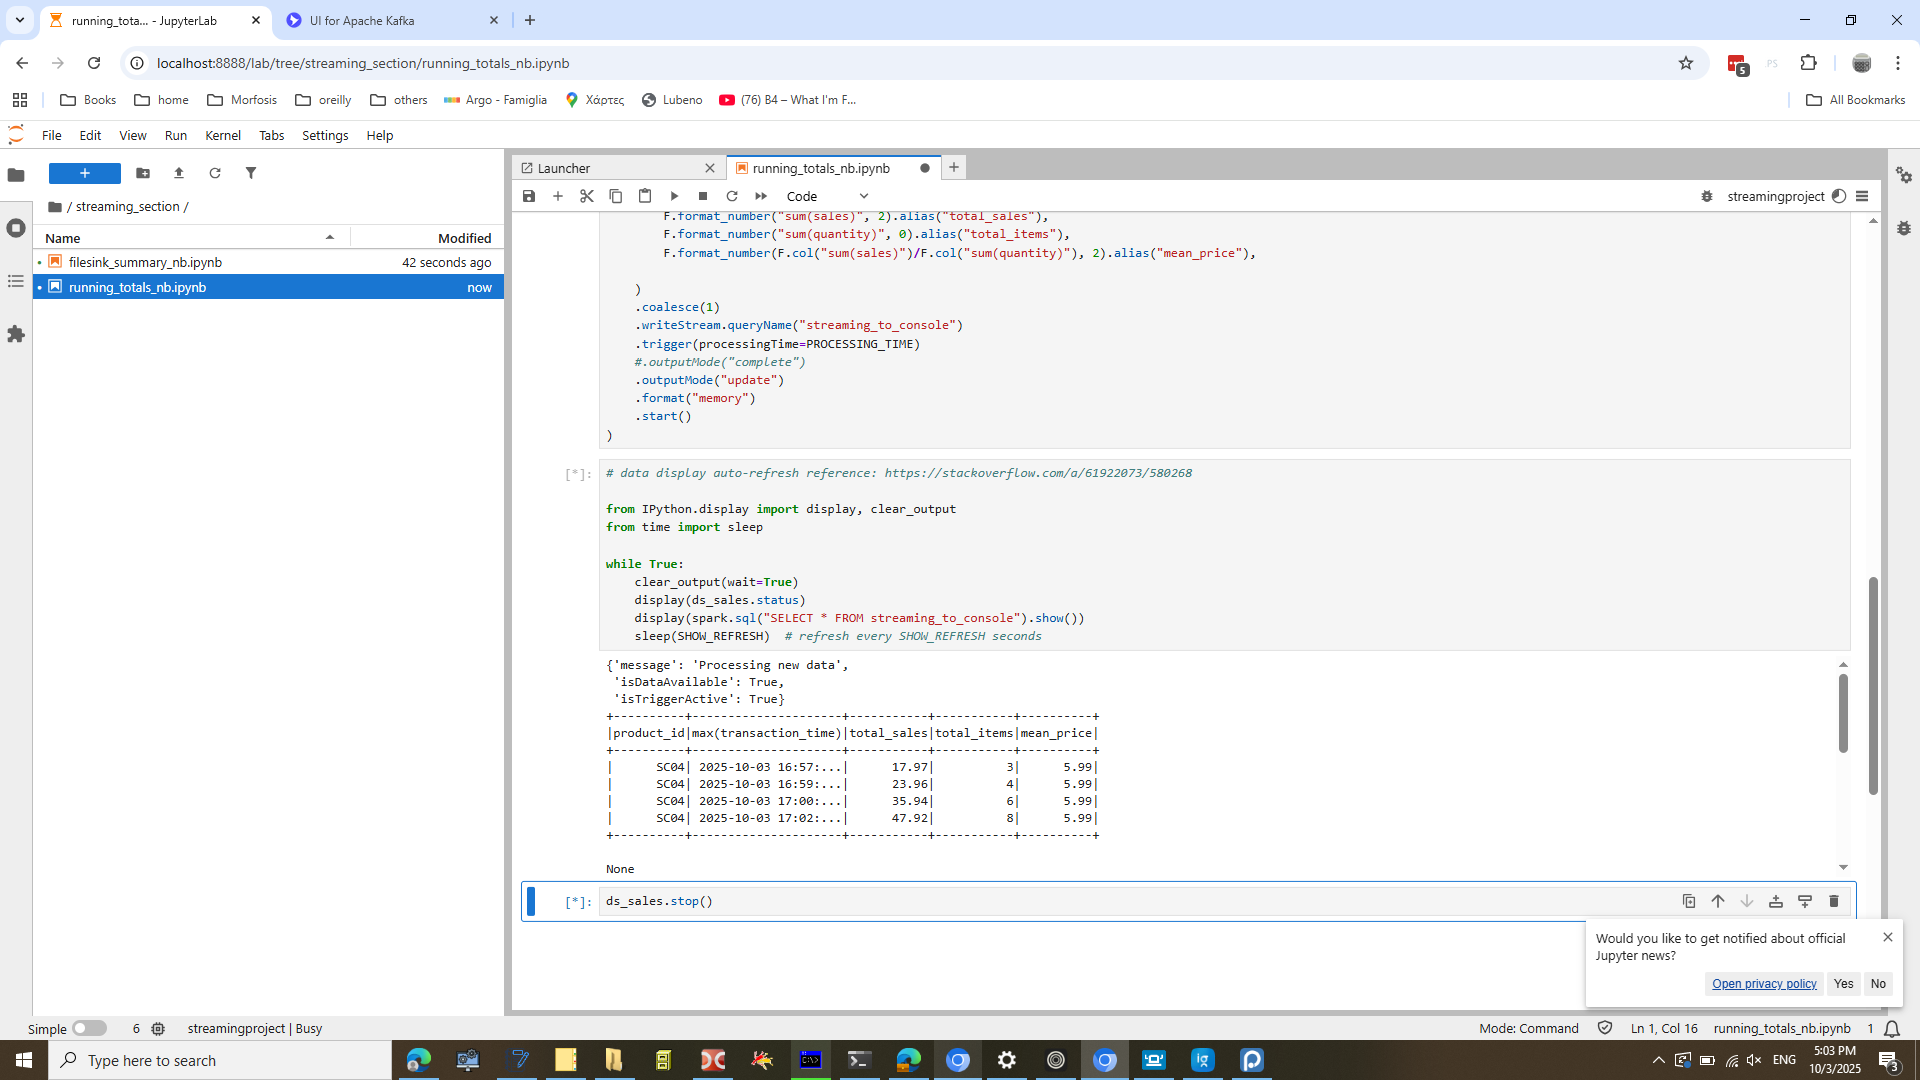 running_tota... - JupyterLab
UI for Apache Kafka
localhost:8888/lab/tree/streaming_section/running_totals_nb.ipynb
5
PS
Books
home
Morfosis
oreilly
others
Argo - Famiglia
Χάρτες
Lubeno
(76) B4 – What I'm F...
All Bookmarks
File Edit View Run Kernel Tabs Settings Help
/ streaming_section /
Name Modified
filesink_summary_nb.ipynb 42 seconds ago
running_totals_nb.ipynb now
Launcher
running_totals_nb.ipynb
Code
streamingproject
F.format_number("sum(sales)", 2).alias("total_sales"),
F.format_number("sum(quantity)", 0).alias("total_items"),
F.format_number(F.col("sum(sales)")/F.col("sum(quantity)"), 2).alias("mean_price"),
)
.coalesce(1)
.writeStream.queryName("streaming_to_console")
.trigger(processingTime=PROCESSING_TIME)
#.outputMode("complete")
.outputMode("update")
.format("memory")
.start()
)
[*]:
# data display auto-refresh reference: https://stackoverflow.com/a/61922073/580268
from IPython.display import display, clear_output
from time import sleep
while True:
clear_output(wait=True)
display(ds_sales.status)
display(spark.sql("SELECT * FROM streaming_to_console").show())
sleep(SHOW_REFRESH)  # refresh every SHOW_REFRESH seconds
{'message': 'Processing new data',
'isDataAvailable': True,
'isTriggerActive': True}
+----------+---------------------+-----------+-----------+----------+
|product_id|max(transaction_time)|total_sales|total_items|mean_price|
+----------+---------------------+-----------+-----------+----------+
|      SC04| 2025-10-03 16:57:...|      17.97|          3|      5.99|
|      SC04| 2025-10-03 16:59:...|      23.96|          4|      5.99|
|      SC04| 2025-10-03 17:00:...|      35.94|          6|      5.99|
|      SC04| 2025-10-03 17:02:...|      47.92|          8|      5.99|
+----------+---------------------+-----------+-----------+----------+
None
[*]: ds_sales.stop()
Would you like to get notified about official
Jupyter news?
Open privacy policy Yes No
Simple 6 streamingproject | Busy
Mode: Command Ln 1, Col 16 running_totals_nb.ipynb 1
Type here to search
ENG
5:03 PM
10/3/2025
3